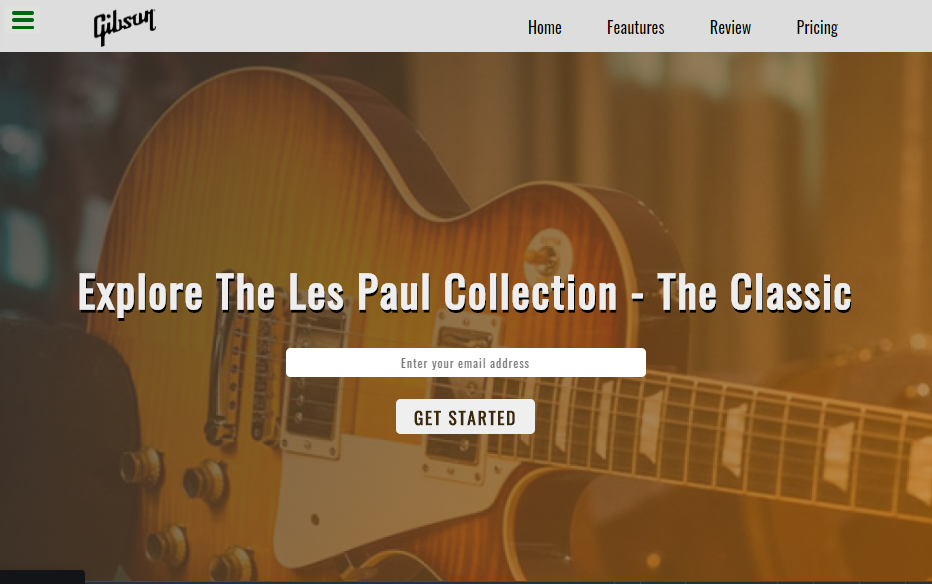 Gibson
Home Feautures Review Pricing
Explore The Les Paul Collection - The Classic
Enter your email address
GET STARTED